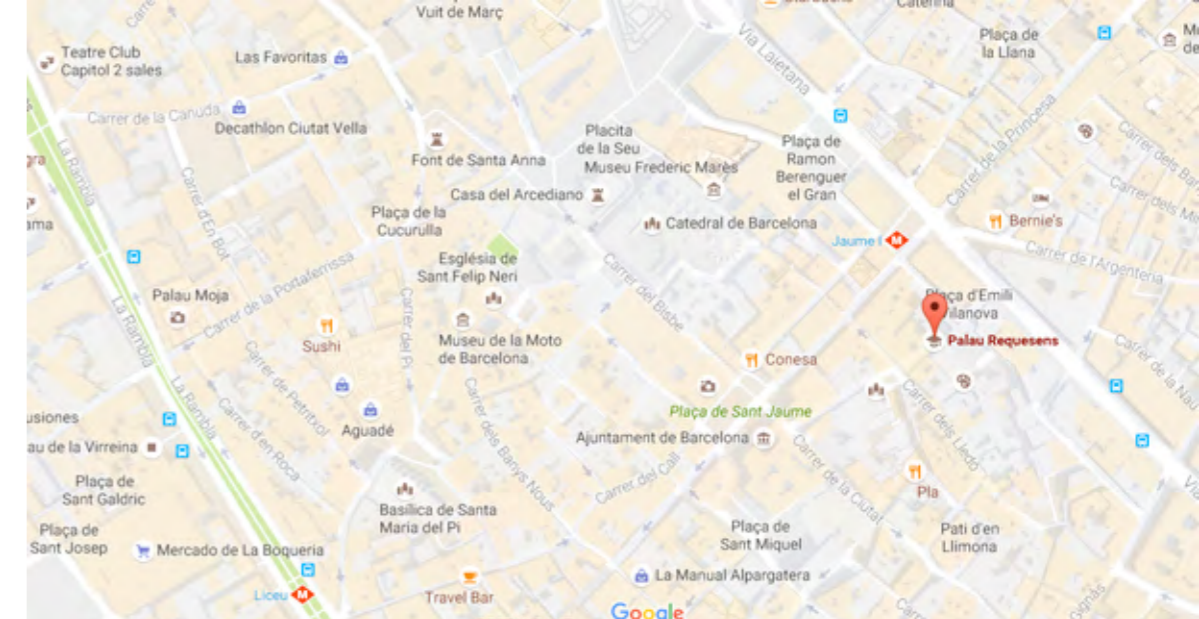 Vuit de Març
Caterina
Plaça de
la Llana
Teatre Club
Capitol 2 sales
Las Favoritas
Via Laietana
Carrer de la Canuda
Decathlon Ciutat Vella
Placita
de la Seu
Plaça de
Ramon
Berenguer
el Gran
Carrer de la Princesa
La Rambla
Font de Santa Anna
Museu Frederic Marès
Casa del Arcediano
Carrer d'En Bot
Plaça de la
Cucurulla
Catedral de Barcelona
Bernie's
Jaume I
Carrer de l'Argenteria
Església de
Sant Felip Neri
Carrer de la Portaferrissa
Carrer del Bisbe
Palau Moja
Plaça d'Emili
Vilanova
La Rambla
Carrer del Pi
Sushi
Museu de la Moto
de Barcelona
Palau Requesens
Conesa
Carrer de Petritxol
La Rambla
Carrer d'en Roca
Aguadé
Carrer dels Banys Nous
Plaça de Sant Jaume
Ajuntament de Barcelona
Carrer dels Lledó
usiones
au de la Virreina
Carrer del Call
Carrer de la Ciutat
Pla
Plaça de
Sant Galdric
Basílica de Santa
Maria del Pi
Plaça de
Sant Josep
Mercado de La Boqueria
Plaça de
Sant Miquel
Pati d'en
Llimona
La Manual Alpargatera
Liceu
Travel Bar
Google